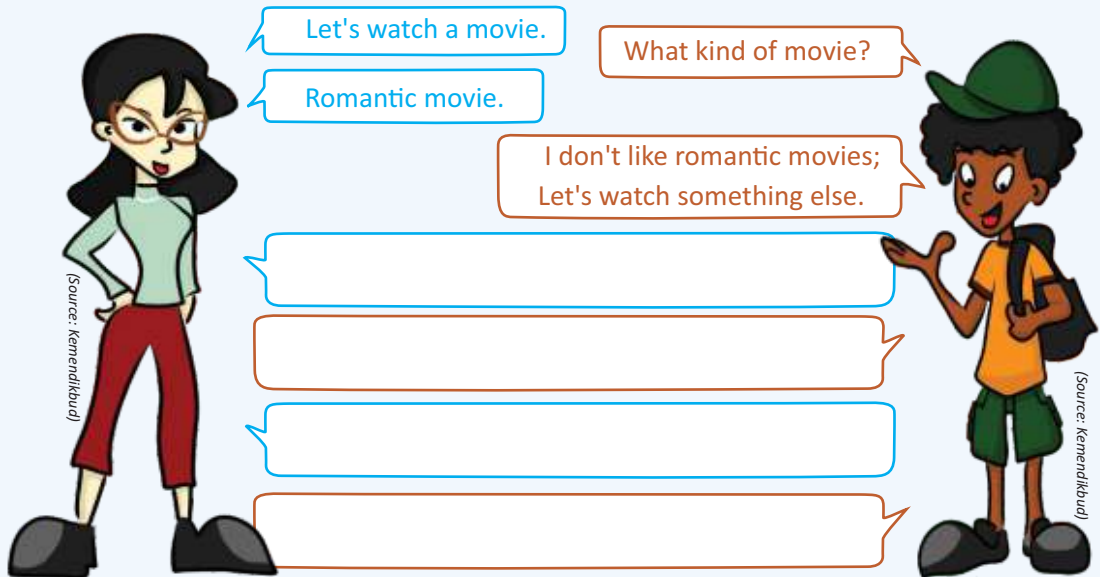 Let's watch a movie.
What kind of movie?
Romantic movie.
I don't like romantic movies;
Let's watch something else.
(Source: Kemendikbud)
(Source: Kemendikbud)